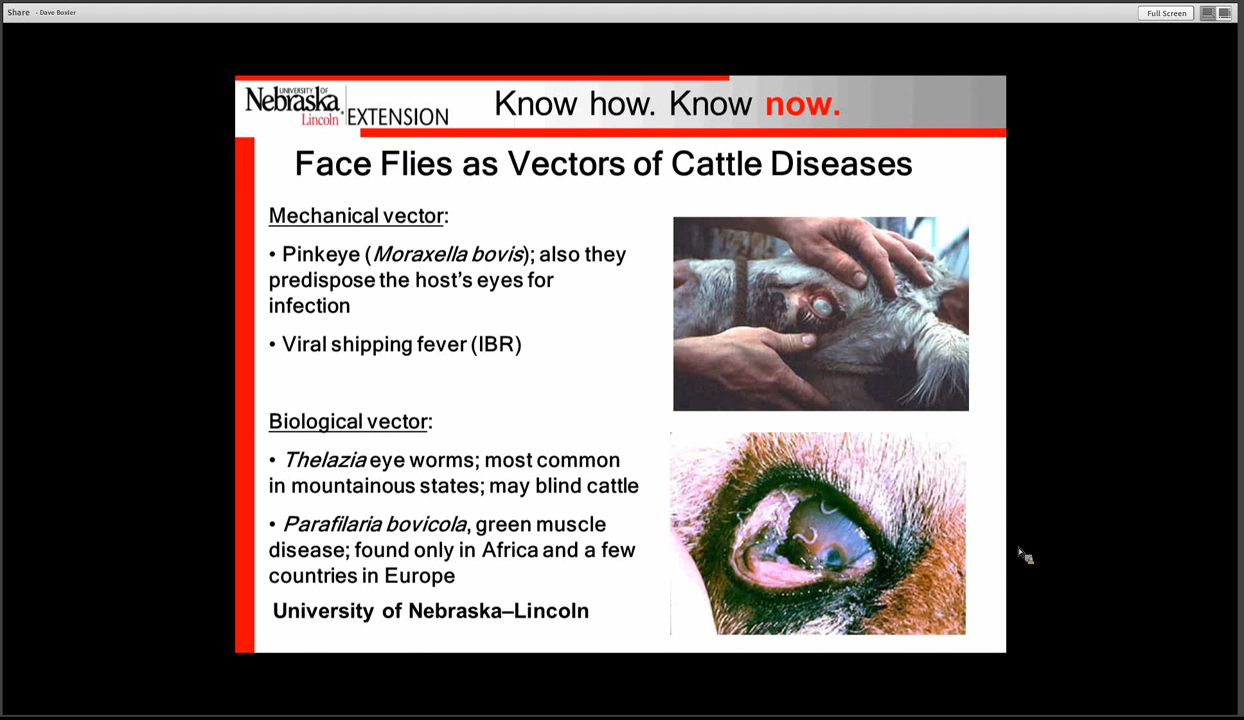 Share - Dave Boxler
Full Screen
UNIVERSITY OF
Nebraska
Lincoln
EXTENSION
Know how. Know now.
Face Flies as Vectors of Cattle Diseases
Mechanical vector:
• Pinkeye (Moraxella bovis); also they
predispose the host's eyes for
infection
• Viral shipping fever (IBR)
Biological vector:
• Thelazia eye worms; most common
in mountainous states; may blind cattle
• Parafilaria bovicola, green muscle
disease; found only in Africa and a few
countries in Europe
University of Nebraska–Lincoln